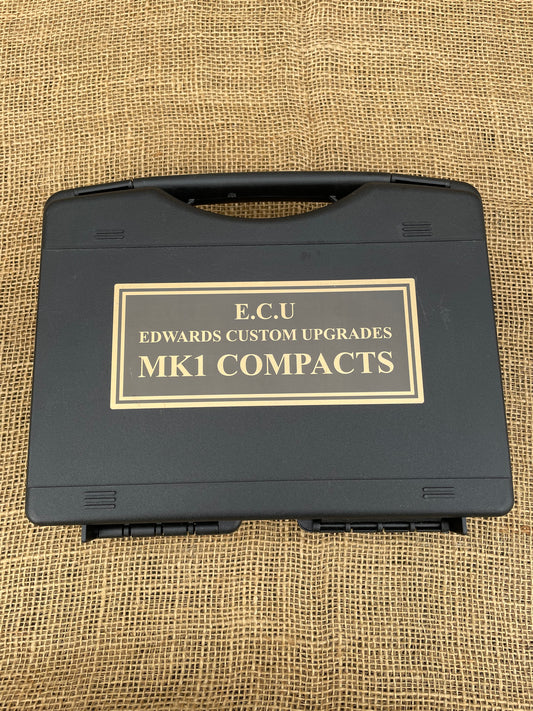 E.C.U
EDWARDS CUSTOM UPGRADES
MK1 COMPACTS